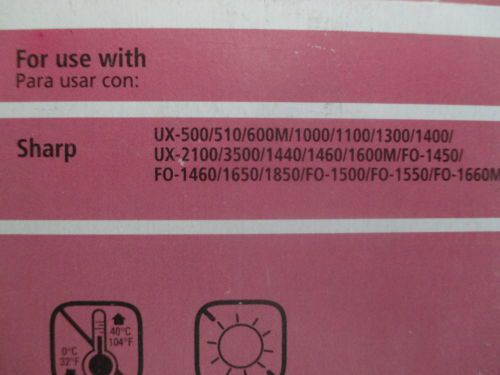 For use with
Para usar con:
Sharp
UX-500/510/600M/1000/1100/1300/1400/
UX-2100/3500/1440/1460/1600M/FO-1450/
FO-1460/1650/1850/FO-1500/FO-1550/FO-1660M
40°C
104°F
0°C
32°F